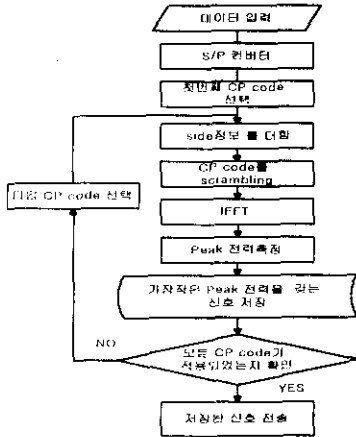 데이터 입력
S/P 컨버터
첫번째 CP code
선택
side정보 를 더함
CP code를
scrambling
다음 CP code 선택
IFFT
Peak 전력측정
가장작은 Peak 전력을 갖는
신호 저장
NO
모든 CP code가
적용되었는지 확인
YES
저장한 신호 전송